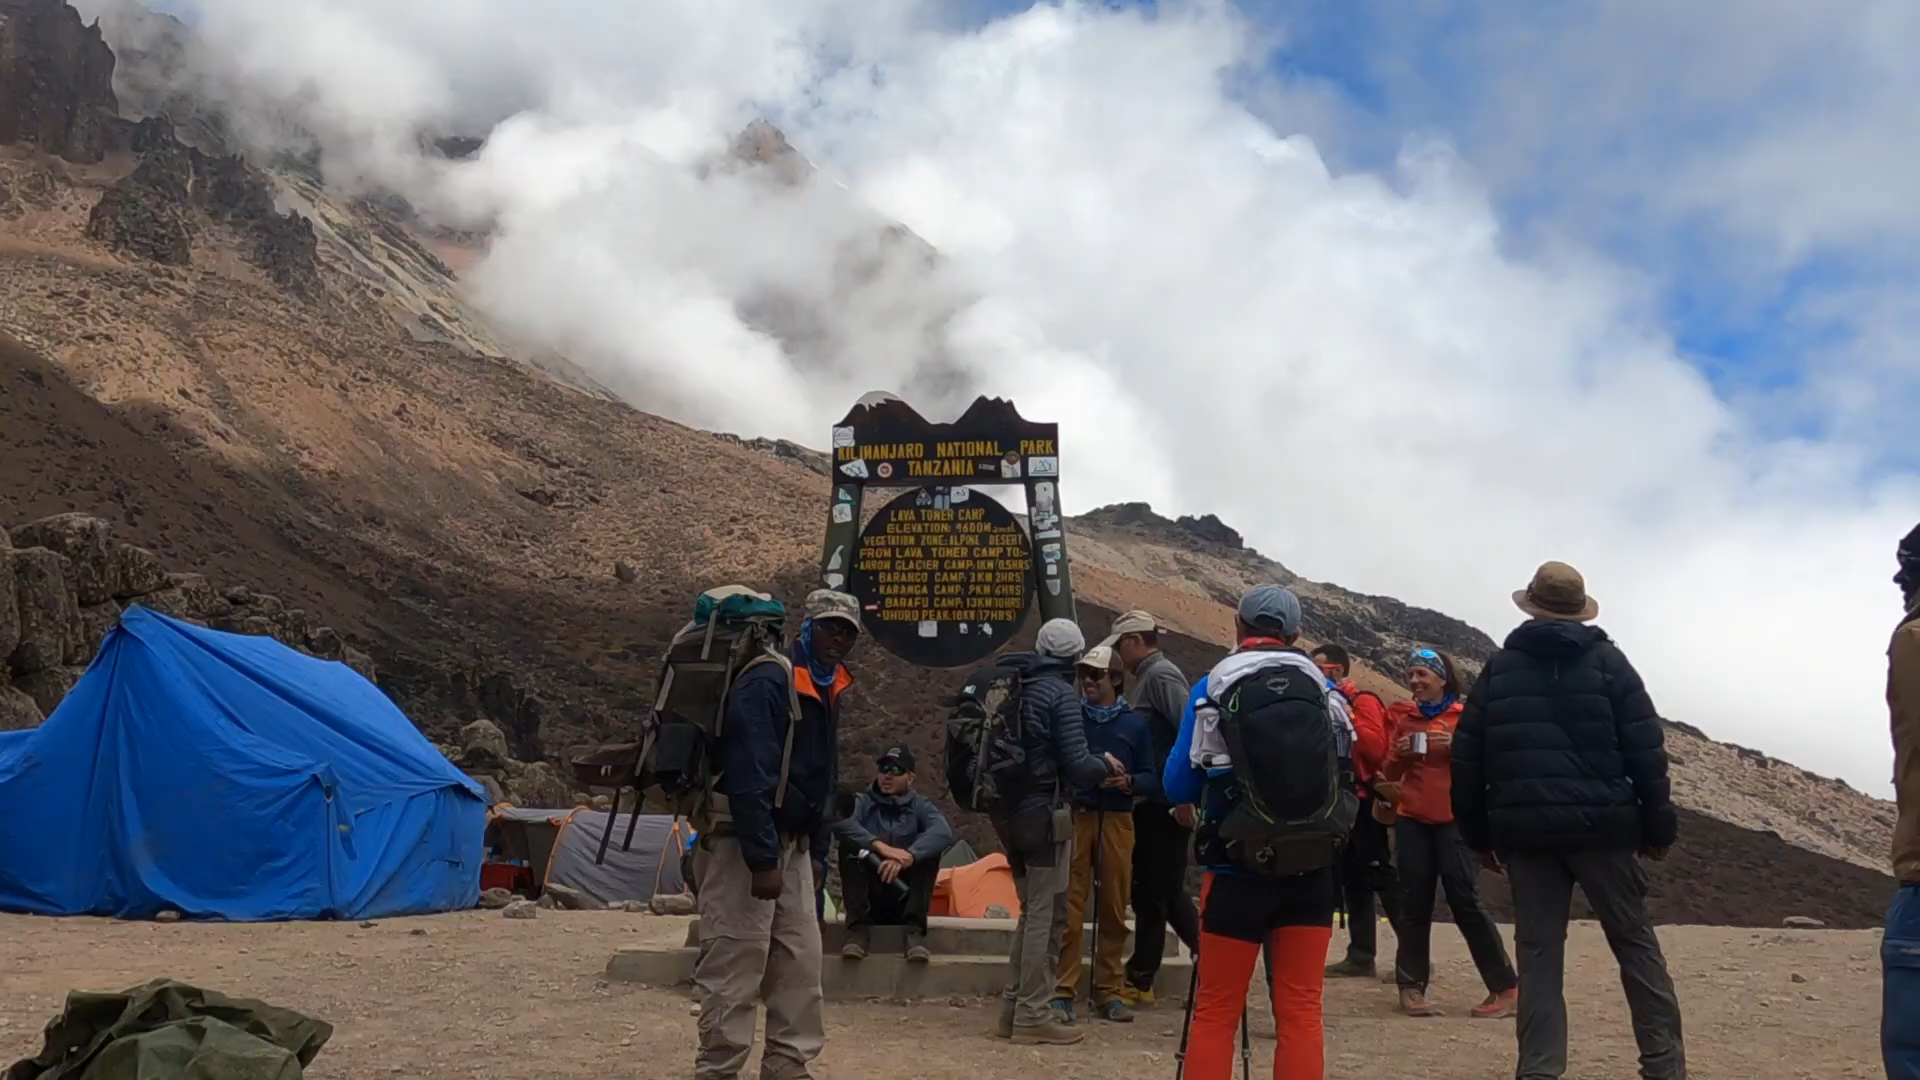 KILIMANJARO NATIONAL PARK
TANZANIA
LAVA TOWER CAMP
ELEVATION: 4600M amsl
VEGETATION ZONE: ALPINE DESERT
FROM LAVA TOWER CAMP TO:-
• ARROW GLACIER CAMP: 1KM (0.5HRS)
• BARANCO CAMP: 3KM 2HRS)
• KARANGA CAMP: 9KM 6HRS)
• BARAFU CAMP: 13KM 10HRS)
• UHURU PEAK: 18KM (17HRS)